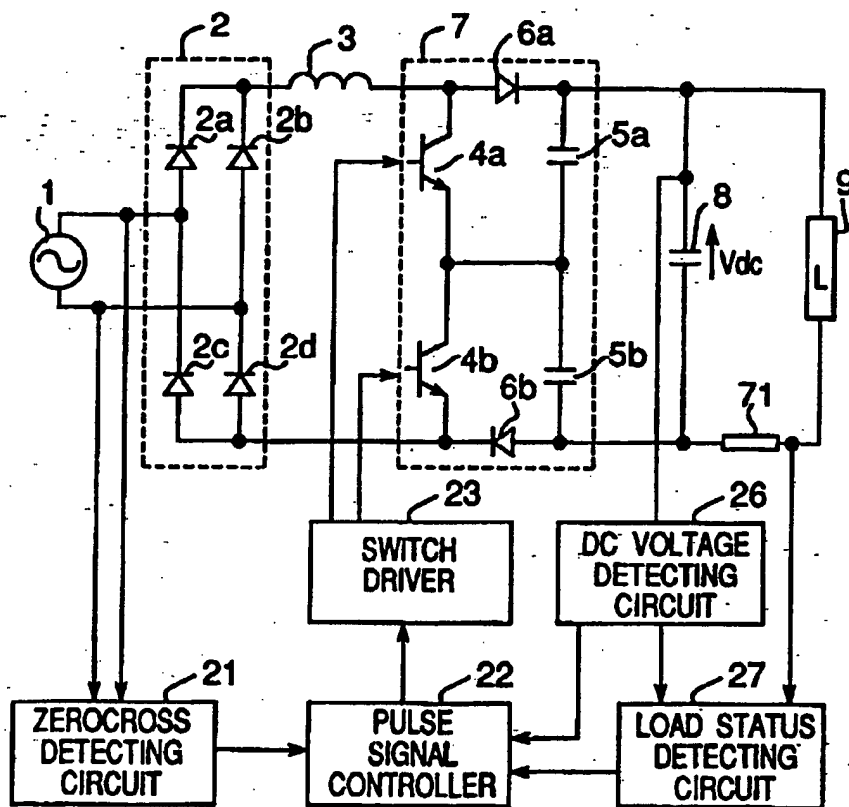 2
3
7
6a
2a
2b
4a
5a
1
8
9
Vdc
L
2c
2d
4b
5b
6b
71
23
SWITCH
DRIVER
26
DC VOLTAGE
DETECTING
CIRCUIT
21
ZEROCROSS
DETECTING
CIRCUIT
22
PULSE
SIGNAL
CONTROLLER
27
LOAD STATUS
DETECTING
CIRCUIT